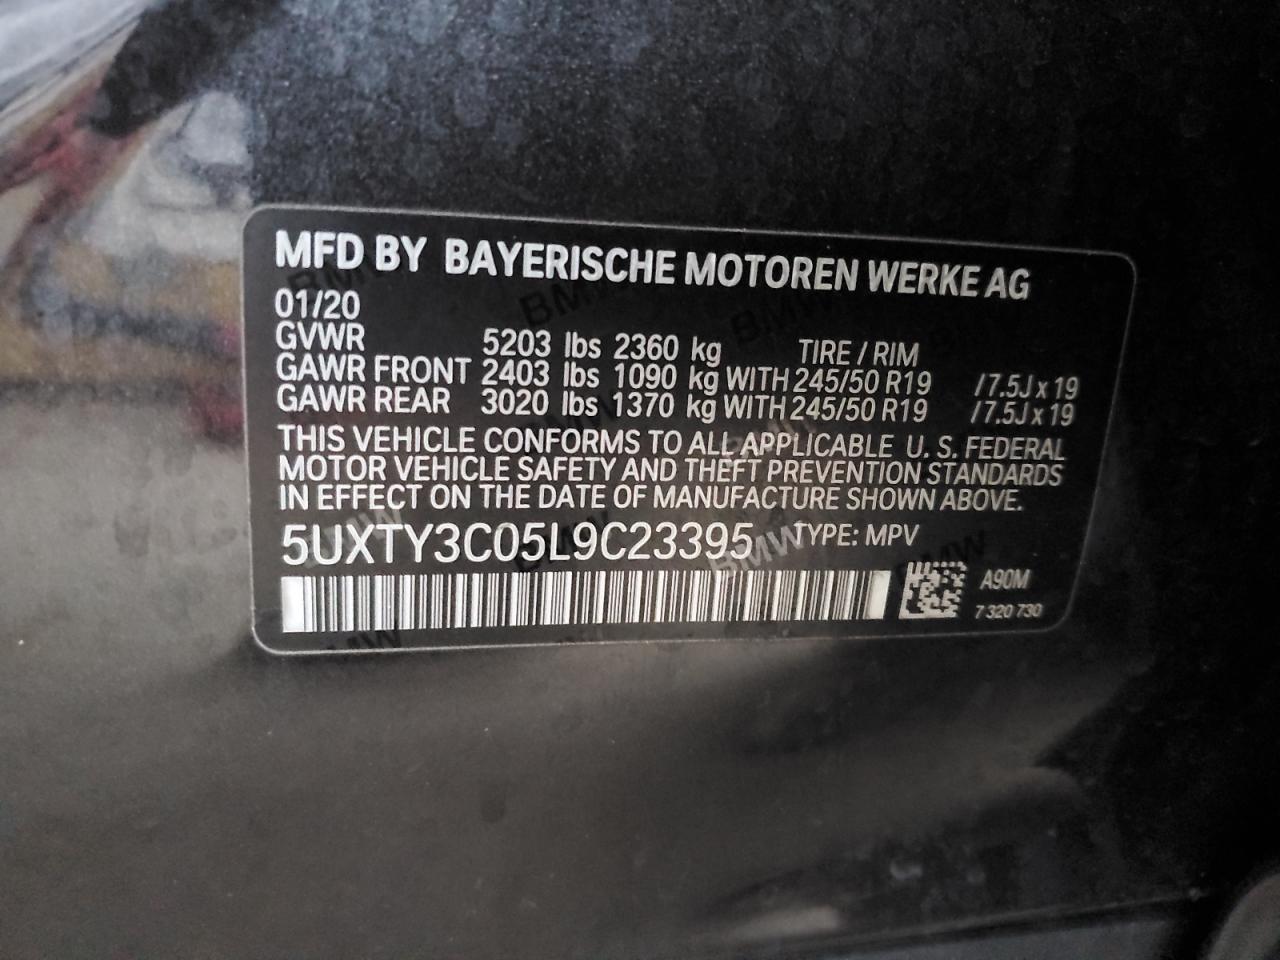 MFD BY BAYERISCHE MOTOREN WERKE AG
01/20
GVWR 5203 lbs 2360 kg TIRE / RIM
GAWR FRONT 2403 lbs 1090 kg WITH 245/50 R19 / 7.5J x 19
GAWR REAR 3020 lbs 1370 kg WITH 245/50 R19 / 7.5J x 19
THIS VEHICLE CONFORMS TO ALL APPLICABLE U. S. FEDERAL
MOTOR VEHICLE SAFETY AND THEFT PREVENTION STANDARDS
IN EFFECT ON THE DATE OF MANUFACTURE SHOWN ABOVE.
5UXTY3C05L9C23395 TYPE: MPV
A90M
7 320 730